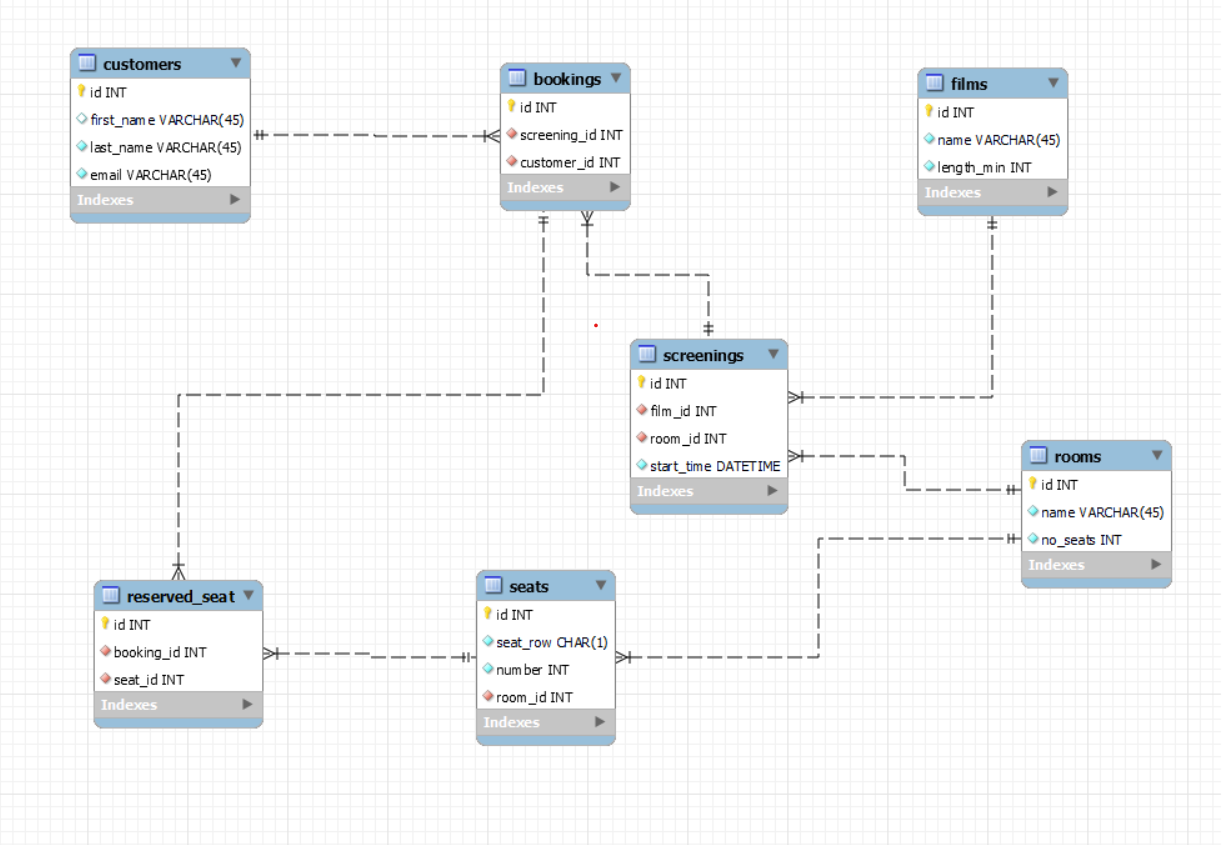 customers
id INT
first_name VARCHAR(45)
last_name VARCHAR(45)
email VARCHAR(45)
Indexes
bookings
id INT
screening_id INT
customer_id INT
Indexes
films
id INT
name VARCHAR(45)
length_min INT
Indexes
screenings
id INT
film_id INT
room_id INT
start_time DATETIME
Indexes
rooms
id INT
name VARCHAR(45)
no_seats INT
Indexes
reserved_seat
id INT
booking_id INT
seat_id INT
Indexes
seats
id INT
seat_row CHAR(1)
number INT
room_id INT
Indexes